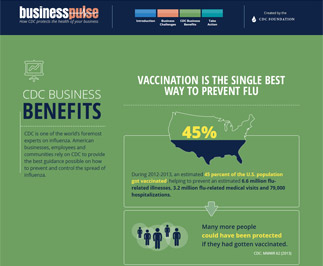 businesspulse
How CDC protects the health of your business
Introduction
Business
Challenges
CDC Business
Benefits
Take
Action
Created by the
CDC FOUNDATION
CDC BUSINESS
BENEFITS
CDC is one of the world's foremost
experts on influenza. American
businesses, employees and
communities rely on CDC to provide
the best guidance possible on how
to prevent and control the spread of
influenza.
VACCINATION IS THE SINGLE BEST
WAY TO PREVENT FLU
45%
During 2012-2013, an estimated 45 percent of the U.S. population
got vaccinated helping to prevent an estimated 6.6 million flu-
related illnesses, 3.2 million flu-related medical visits and 79,000
hospitalizations.
Many more people
could have been protected
if they had gotten vaccinated.
CDC. MMWR 62 (2013)